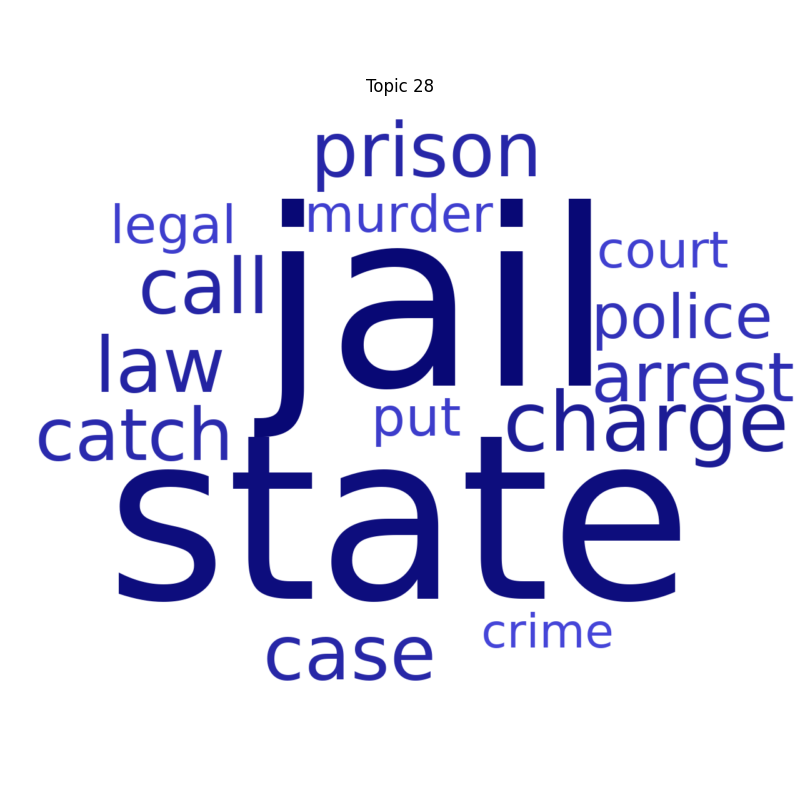 Topic 28
prison
murder
legal
jail
court
call
police
law
arrest
put
charge
catch
state
crime
case